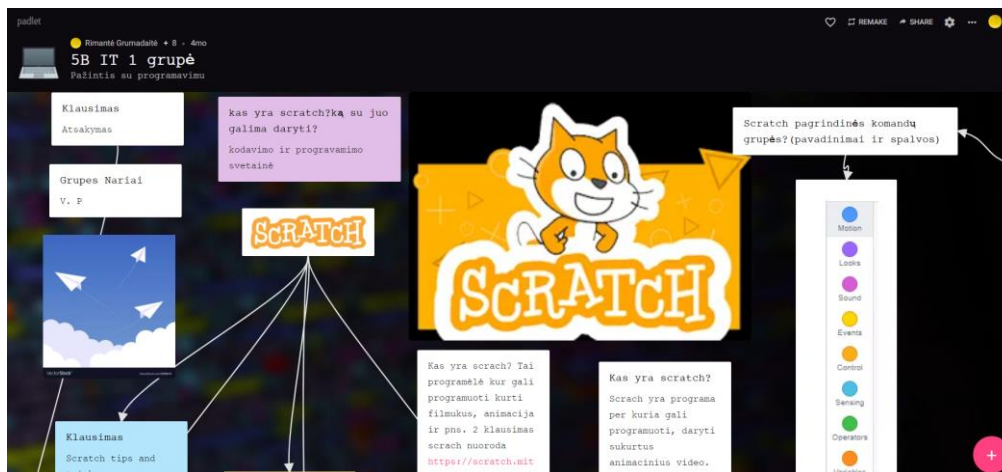 padlet
REMAKE
SHARE
Rimantė Grumadaitė + 8 • 4mo
5B IT 1 grupė
Pažintis su programavimu
Klausimas
Atsakymas
Grupes Nariai
V. P
VectorStock
Klausimas
Scratch tips and
kas yra scratch?ką su juo
galima daryti?
kodavimo ir progravamimo
svetainė
SCRATCH
SCRATCH
Kas yra scrach? Tai
programėlė kur gali
programuoti kurti
filmukus, animacija
ir pns. 2 klausimas
scrach nuoroda
https://scratch.mit
Kas yra scratch?
Scrach yra programa
per kuria gali
programuoti, daryti
sukurtus
animacinius video.
Scratch pagrindinės komandų
grupės?(pavadinimai ir spalvos)
Motion
Looks
Sound
Events
Control
Sensing
Operators
Variables